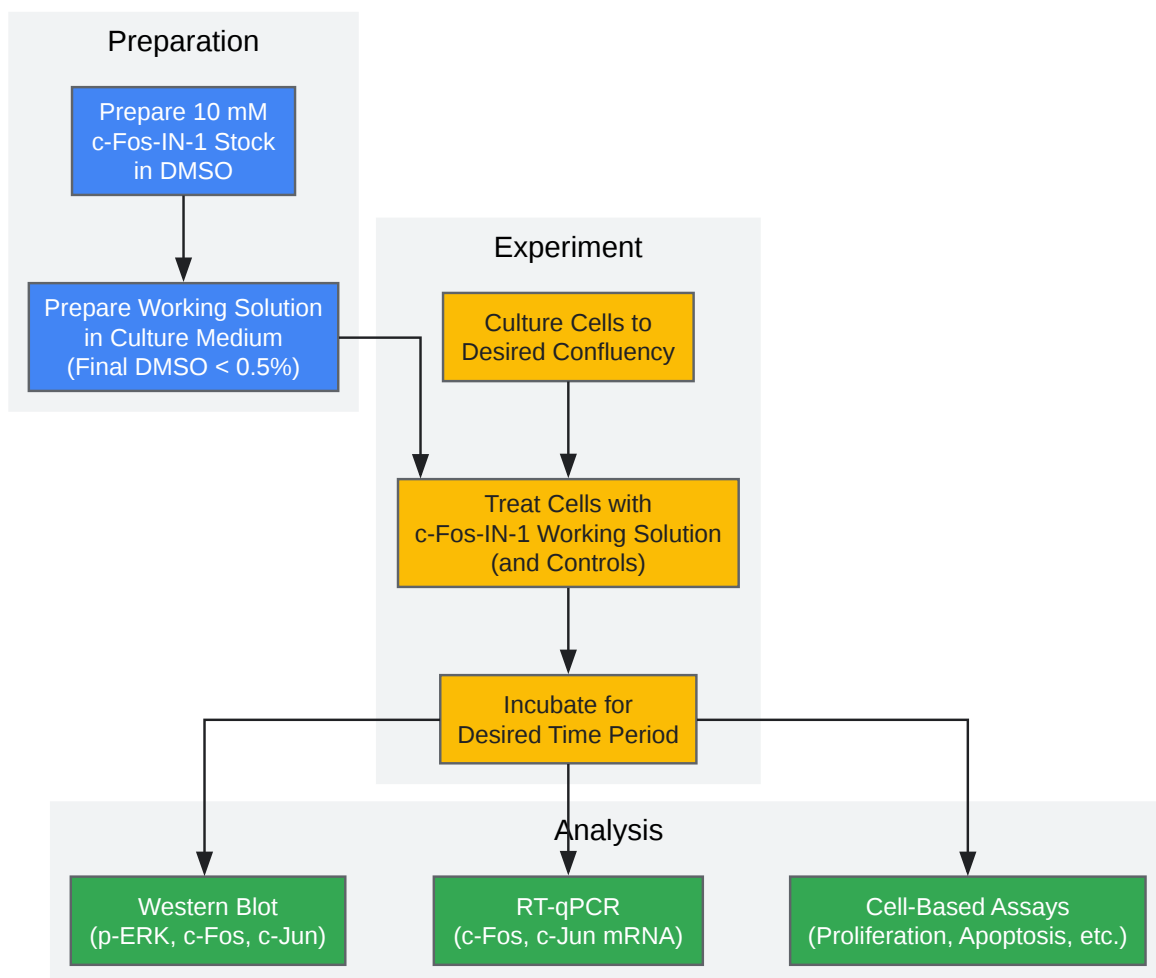 Preparation
Prepare 10 mM
c-Fos-IN-1 Stock
in DMSO
Prepare Working Solution
in Culture Medium
(Final DMSO < 0.5%)
Experiment
Culture Cells to
Desired Confluency
Treat Cells with
c-Fos-IN-1 Working Solution
(and Controls)
Incubate for
Desired Time Period
Analysis
Western Blot
(p-ERK, c-Fos, c-Jun)
RT-qPCR
(c-Fos, c-Jun mRNA)
Cell-Based Assays
(Proliferation, Apoptosis, etc.)